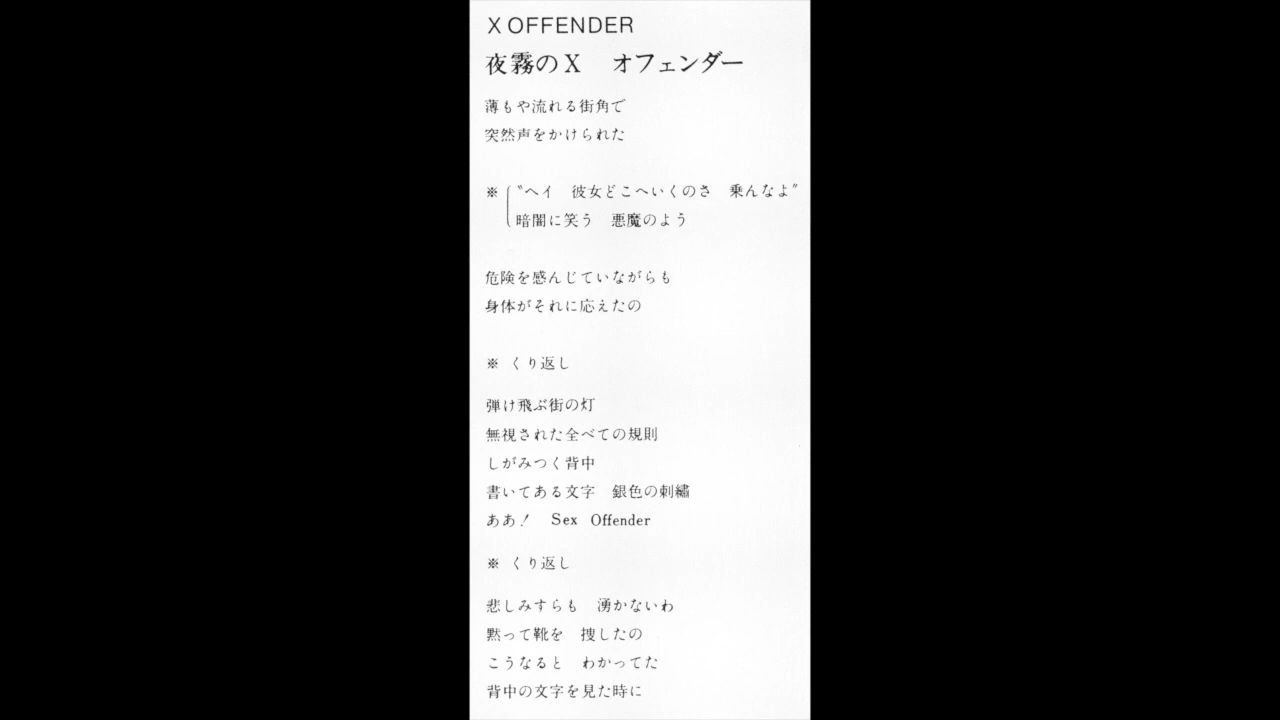 X OFFENDER
夜霧のX　オフェンダー
薄もや流れる街角で
突然声をかけられた
※〝ヘイ　彼女どこへいくのさ　乗んなよ〞
暗闇に笑う　悪魔のよう
危険を感んじていながらも
身体がそれに応えたの
※ くり返し
弾け飛ぶ街の灯
無視された全べての規則
しがみつく背中
書いてある文字　銀色の刺繡
ああ！　Sex Offender
※ くり返し
悲しみすらも　湧かないわ
黙って靴を　捜したの
こうなると　わかってた
背中の文字を見た時に